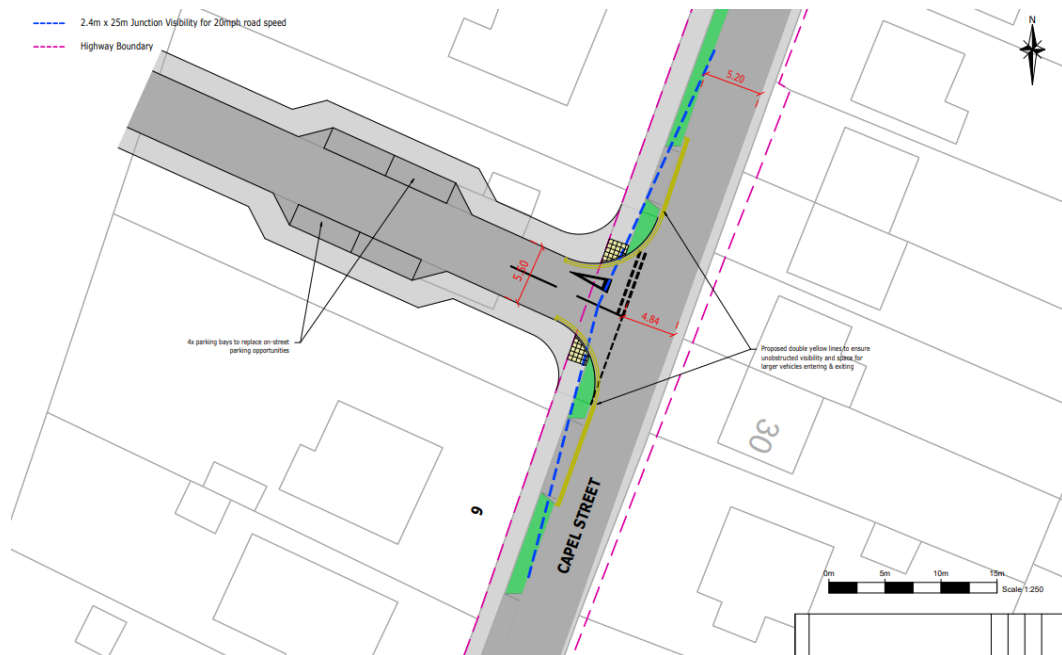 2.4m x 25m Junction Visibility for 20mph road speed
Highway Boundary
N
5.20
5.50
4.84
4x parking bays to replace on-street
parking opportunities
Proposed double yellow lines to ensure
unobstructed visibility and space for
larger vehicles entering & exiting
30
9
CAPEL STREET
0m 5m 10m 15m
Scale 1:250